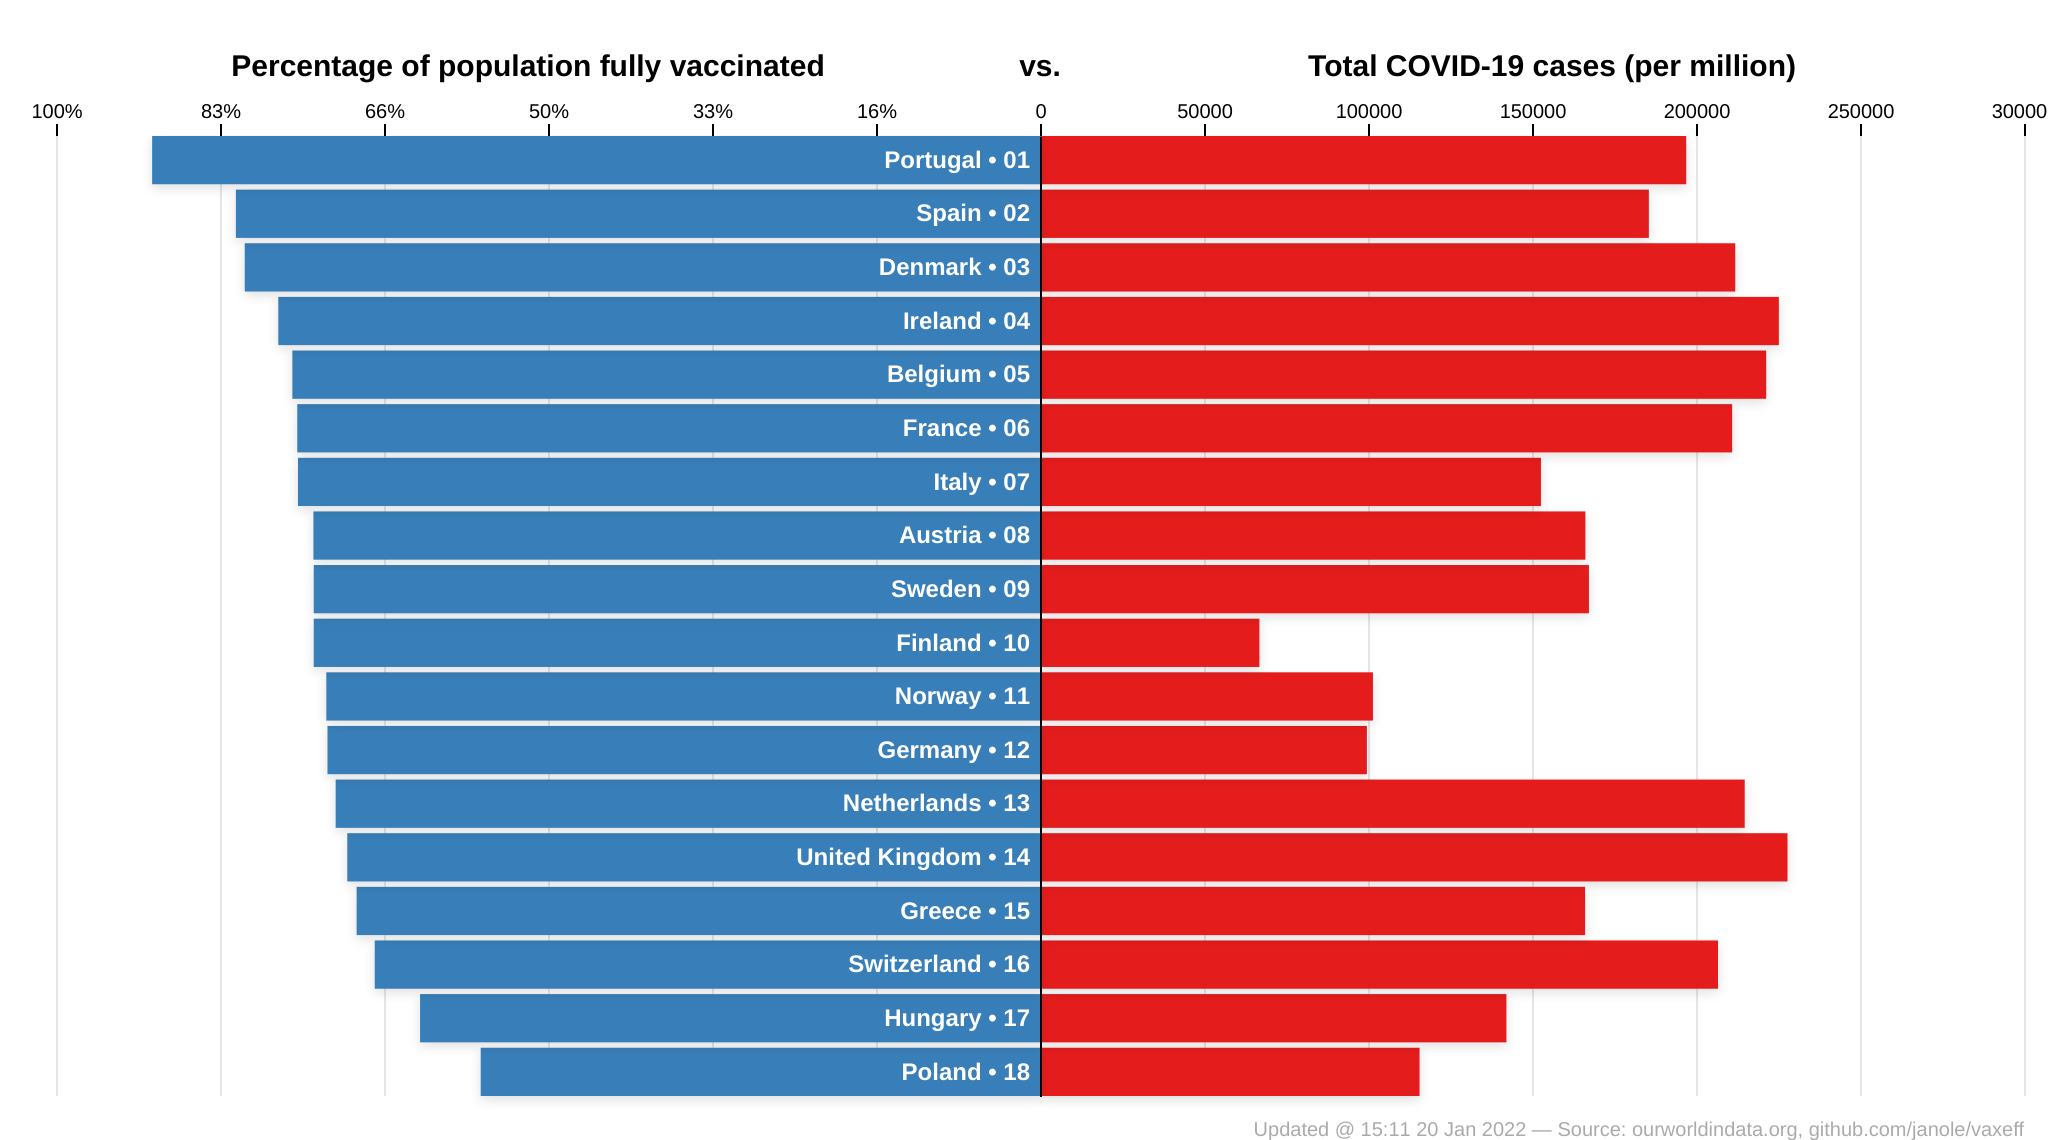 Percentage of population fully vaccinated vs. Total COVID-19 cases (per million)
100% 83% 66% 50% 33% 16% 0 50000 100000 150000 200000 250000 30000
Portugal • 01
Spain • 02
Denmark • 03
Ireland • 04
Belgium • 05
France • 06
Italy • 07
Austria • 08
Sweden • 09
Finland • 10
Norway • 11
Germany • 12
Netherlands • 13
United Kingdom • 14
Greece • 15
Switzerland • 16
Hungary • 17
Poland • 18
Updated @ 15:11 20 Jan 2022 — Source: ourworldindata.org, github.com/janole/vaxeff